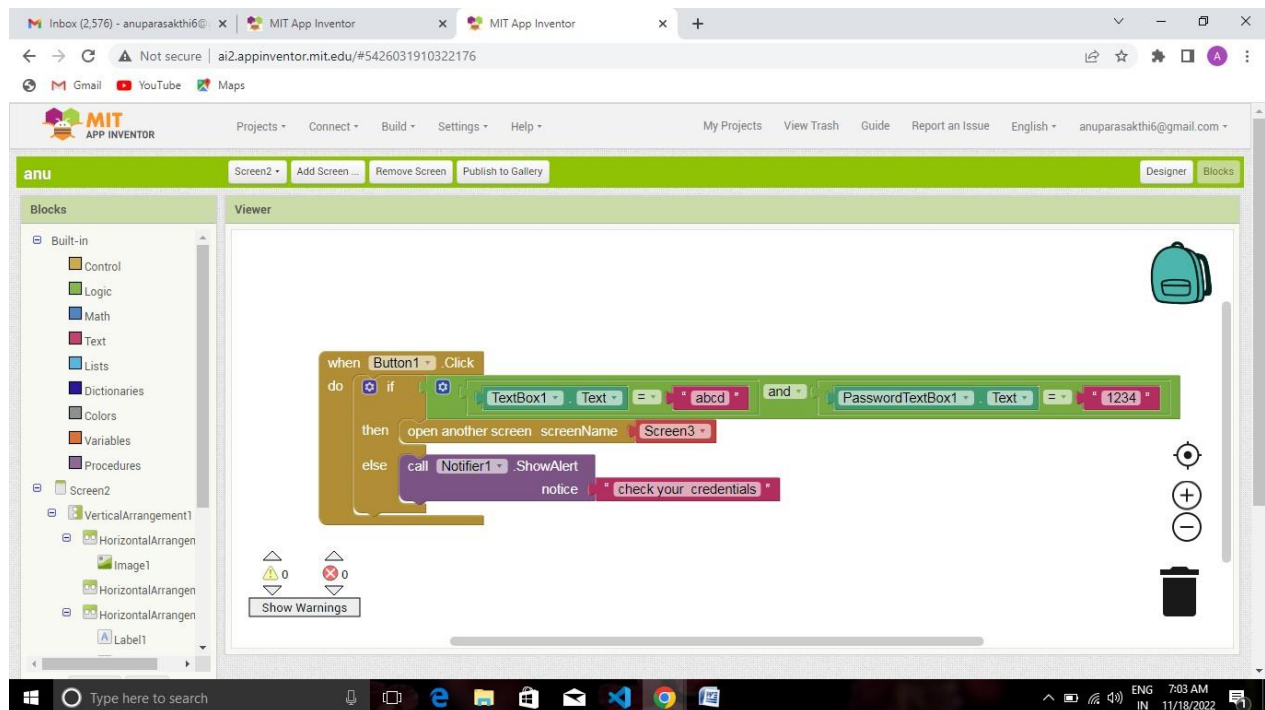 Inbox (2,576) - anuparasakthi6@
MIT App Inventor
MIT App Inventor
Not secure
ai2.appinventor.mit.edu/#5426031910322176
A
Gmail
YouTube
Maps
MIT
APP INVENTOR
Projects
Connect
Build
Settings
Help
My Projects
View Trash
Guide
Report an Issue
English
anuparasakthi6@gmail.com
anu
Screen2
Add Screen ...
Remove Screen
Publish to Gallery
Designer
Blocks
Blocks
Viewer
Built-in
Control
Logic
Math
Text
Lists
Dictionaries
Colors
Variables
Procedures
Screen2
VerticalArrangement1
HorizontalArrangen
Image1
HorizontalArrangen
HorizontalArrangen
A Label1
when Button1 .Click
do if TextBox1 . Text = " abcd " and PasswordTextBox1 . Text = " 1234 "
then open another screen screenName Screen3
else call Notifier1 .ShowAlert
notice " check your credentials "
0 0
Show Warnings
Type here to search
ENG
IN
7:03 AM
11/18/2022
1